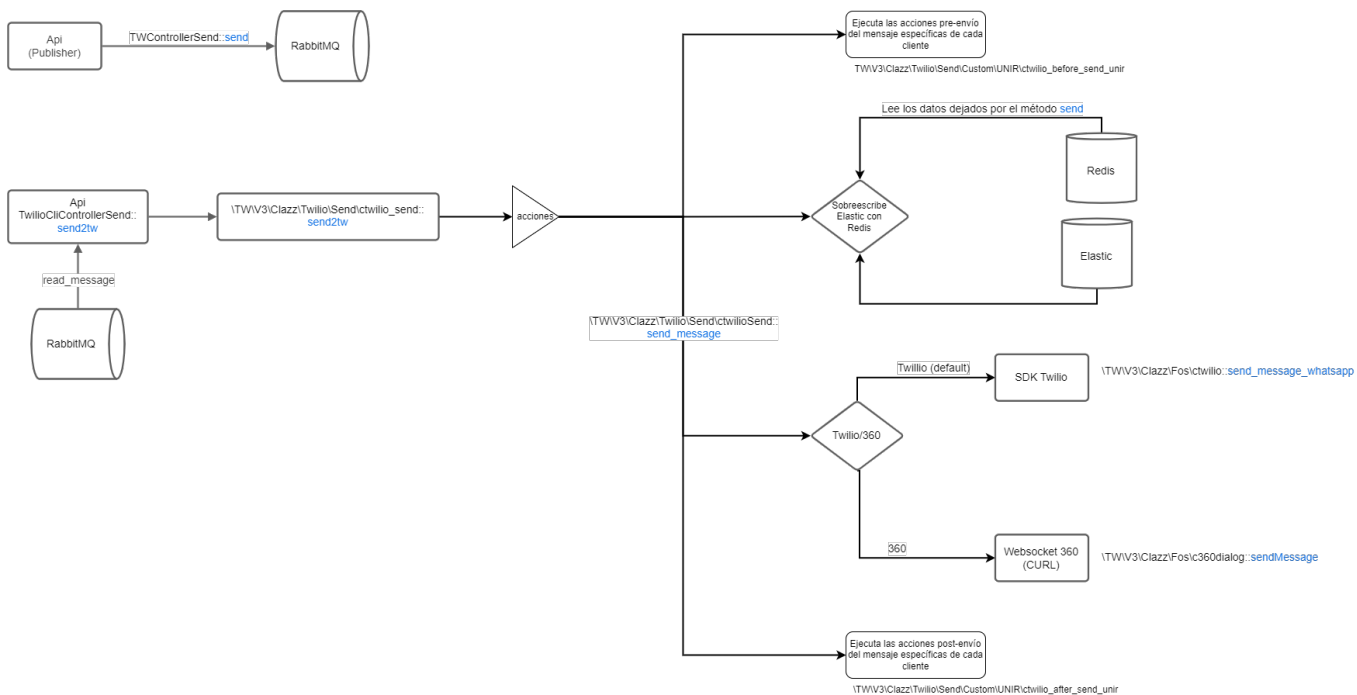 Api
(Publisher)
TWControllerSend::send
RabbitMQ
Ejecuta las acciones pre-envío
del mensaje específicas de cada
cliente
TW\V3\Clazz\Twilio\Send\Custom\UNIR\ctwilio_before_send_unir
Lee los datos dejados por el método send
Redis
Sobreescribe
Elastic con
Redis
Elastic
Api
TwilioCliControllerSend::
send2tw
\TW\V3\Clazz\Twilio\Send\ctwilio_send::
send2tw
acciones
read_message
RabbitMQ
\TW\V3\Clazz\Twilio\Send\ctwilioSend::
send_message
Twillio (default)
SDK Twilio
\TW\V3\Clazz\Fos\ctwilio::send_message_whatsapp
Twilio/360
360
Websocket 360
(CURL)
\TW\V3\Clazz\Fos\c360dialog::sendMessage
Ejecuta las acciones post-envío
del mensaje específicas de cada
cliente
\TW\V3\Clazz\Twilio\Send\Custom\UNIR\ctwilio_after_send_unir